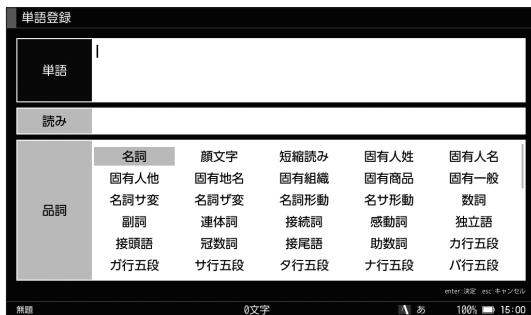 単語登録
単語
読み
品詞
名詞 顔文字 短縮読み 固有人姓 固有人名
固有人他 固有地名 固有組織 固有商品 固有一般
名詞サ変 名詞ザ変 名詞形動 名サ形動 数詞
副詞 連体詞 接続詞 感動詞 独立語
接頭語 冠数詞 接尾語 助数詞 カ行五段
ガ行五段 サ行五段 タ行五段 ナ行五段 バ行五段
enter:決定 esc:キャンセル
無題 0文字 A あ 100% 15:00